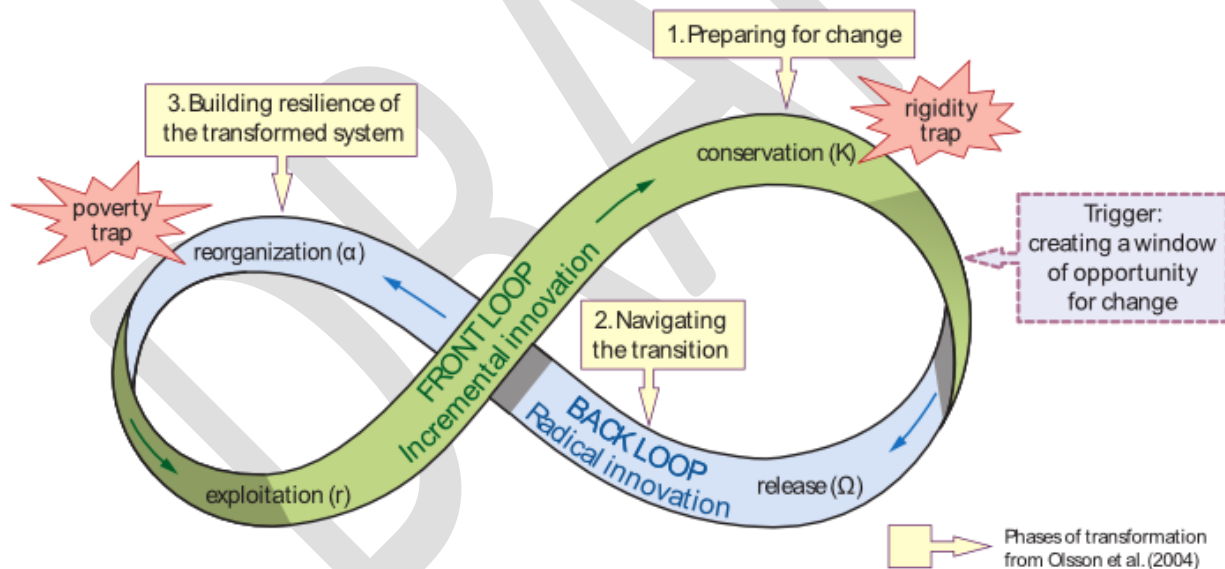 1. Preparing for change
3. Building resilience of
the transformed system
rigidity
trap
conservation (K)
poverty
trap
Trigger:
creating a window
of opportunity
for change
reorganization (α)
FRONT LOOP
Incremental innovation
2. Navigating
the transition
BACK LOOP
Radical innovation
exploitation (r)
release (Ω)
Phases of transformation
from Olsson et al. (2004)
DRA